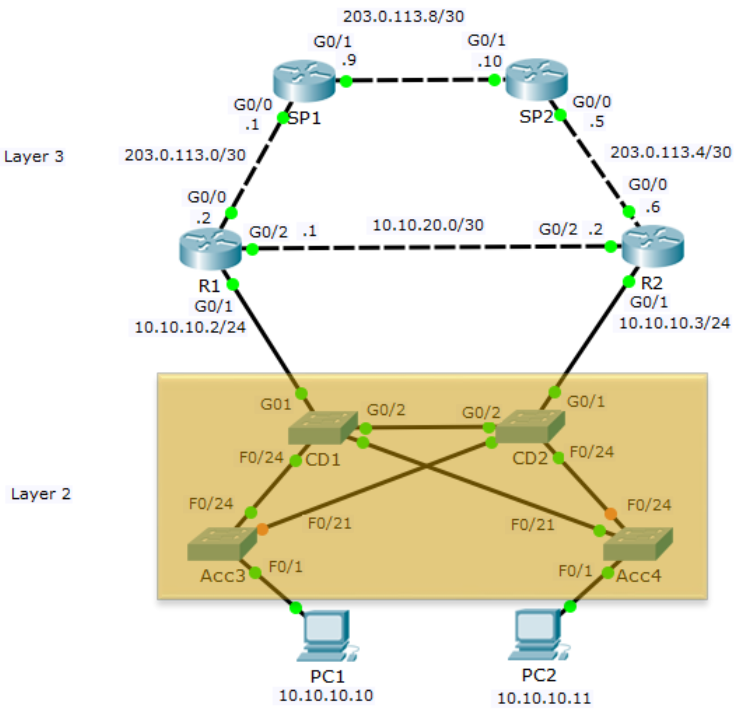 203.0.113.8/30
G0/1
.9
G0/1
.10
SP1
SP2
G0/0
.1
G0/0
.5
Layer 3
203.0.113.0/30
203.0.113.4/30
G0/0
.2
G0/0
.6
G0/2 .1
10.10.20.0/30
G0/2 .2
R1
R2
G0/1
10.10.10.2/24
G0/1
10.10.10.3/24
G01
G0/2
G0/2
G0/1
F0/24
CD1
CD2
F0/24
Layer 2
F0/24
F0/21
F0/21
F0/24
Acc3
F0/1
F0/1
Acc4
PC1
10.10.10.10
PC2
10.10.10.11